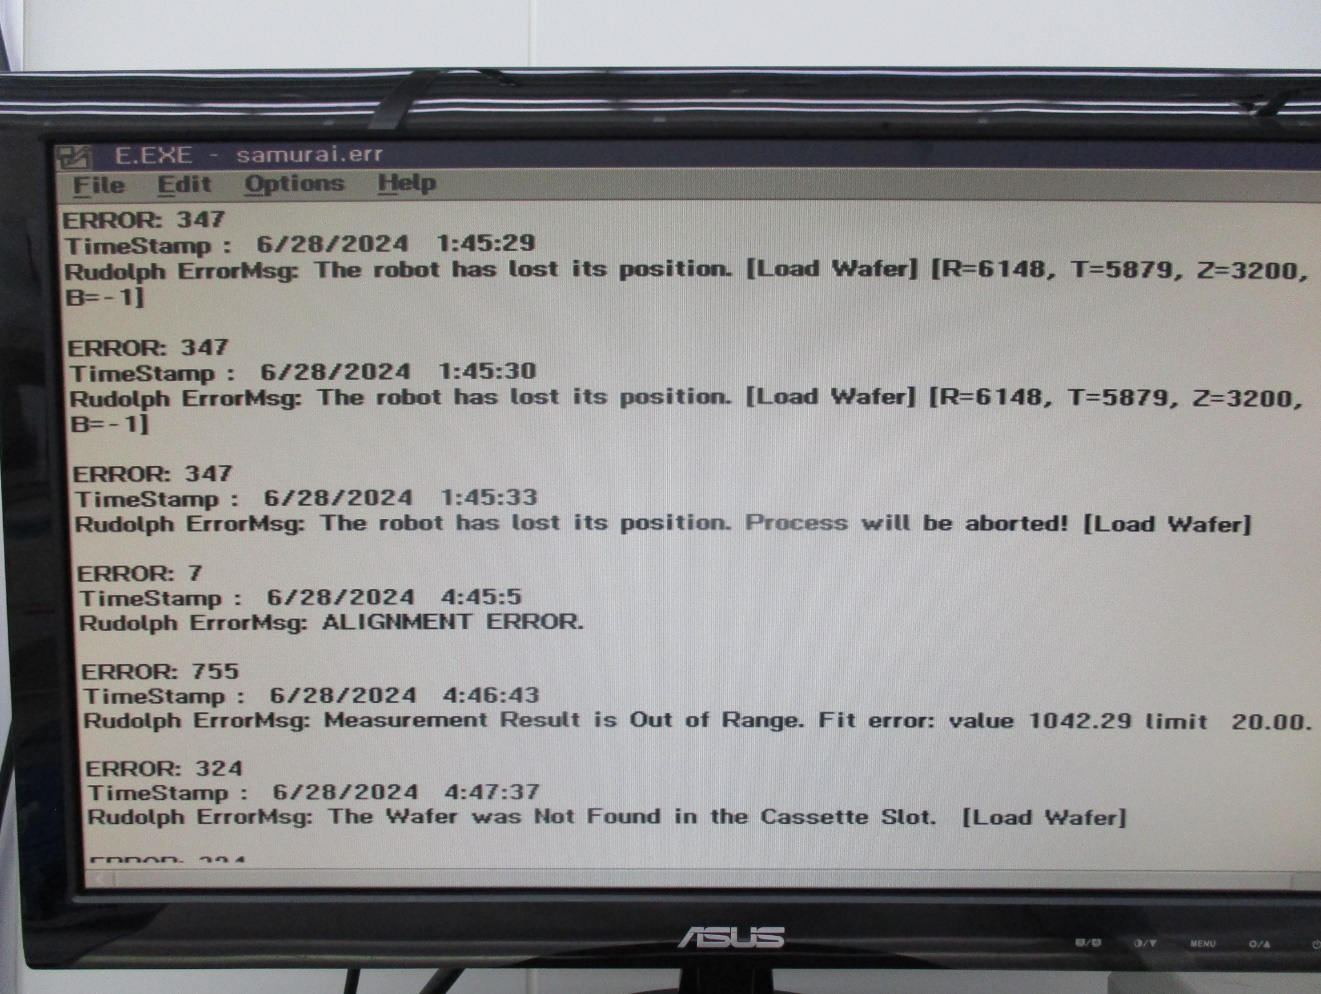 E.EXE - samurai.err
File Edit Options Help
ERROR: 347
TimeStamp : 6/28/2024 1:45:29
Rudolph ErrorMsg: The robot has lost its position. [Load Wafer] [R=6148, T=5879, Z=3200,
B=-1]
ERROR: 347
TimeStamp : 6/28/2024 1:45:30
Rudolph ErrorMsg: The robot has lost its position. [Load Wafer] [R=6148, T=5879, Z=3200,
B=-1]
ERROR: 347
TimeStamp : 6/28/2024 1:45:33
Rudolph ErrorMsg: The robot has lost its position. Process will be aborted! [Load Wafer]
ERROR: 7
TimeStamp : 6/28/2024 4:45:5
Rudolph ErrorMsg: ALIGNMENT ERROR.
ERROR: 755
TimeStamp : 6/28/2024 4:46:43
Rudolph ErrorMsg: Measurement Result is Out of Range. Fit error: value 1042.29 limit 20.00.
ERROR: 324
TimeStamp : 6/28/2024 4:47:37
Rudolph ErrorMsg: The Wafer was Not Found in the Cassette Slot. [Load Wafer]
ASUS
MENU